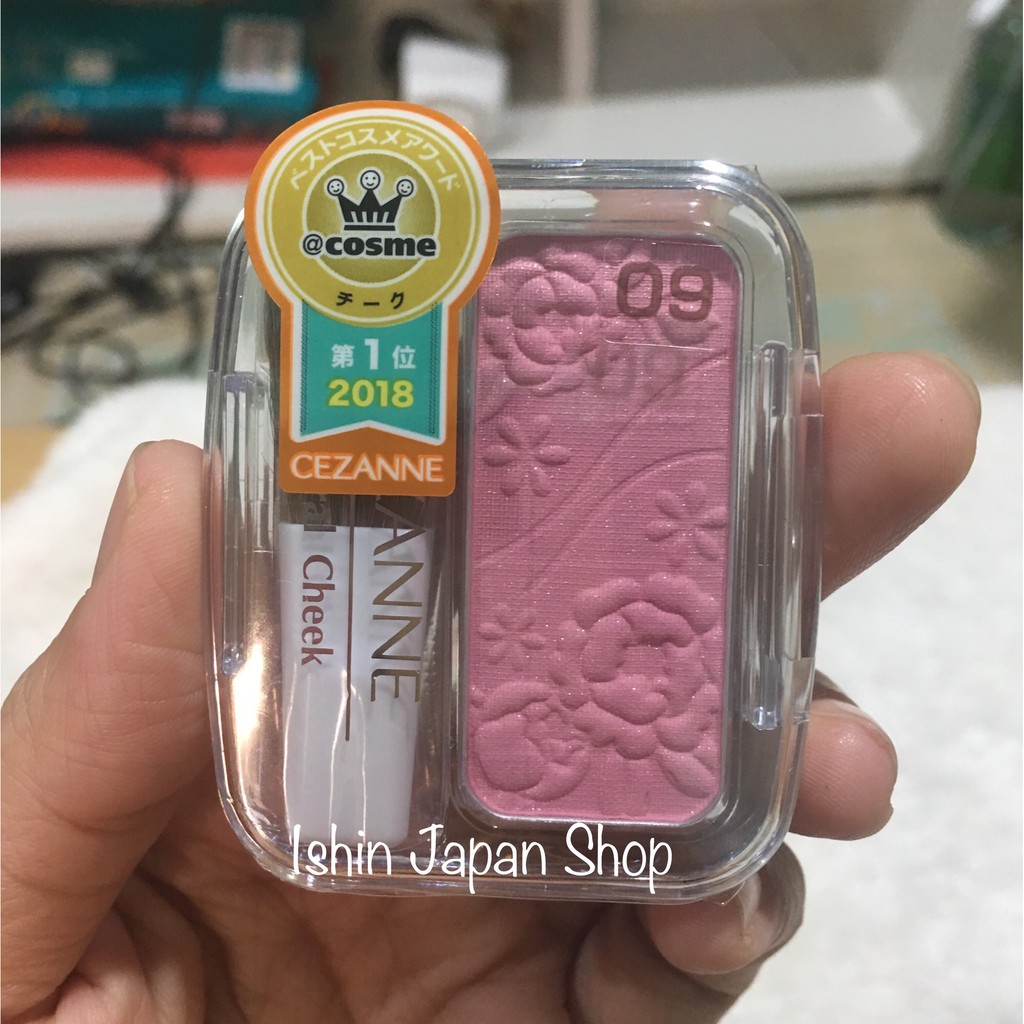 ベストコスメアワード
@cosme
チーク
第1位
2018
CEZANNE
09
ANNE
Cheek
Ishin Japan Shop